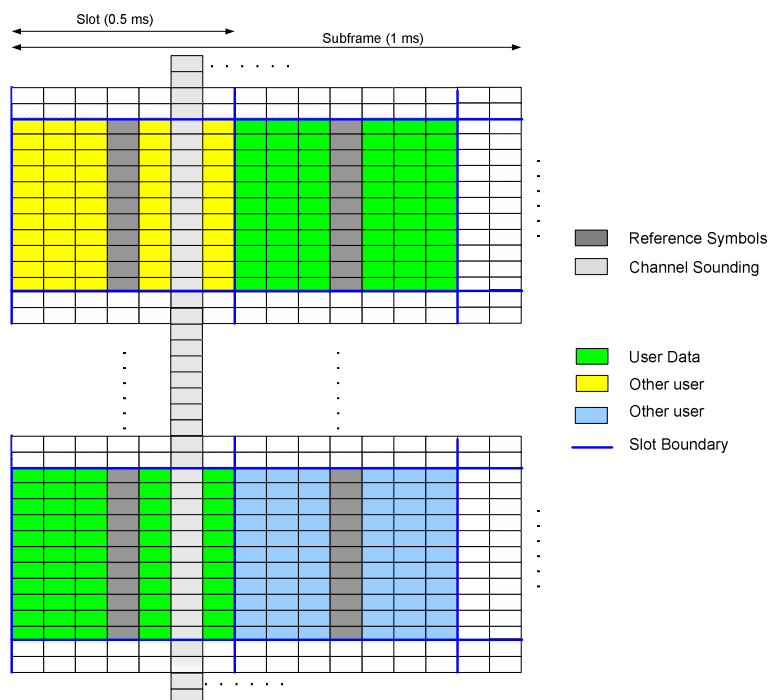 Slot (0.5 ms)
Subframe (1 ms)
Reference Symbols
Channel Sounding
User Data
Other user
Other user
Slot Boundary